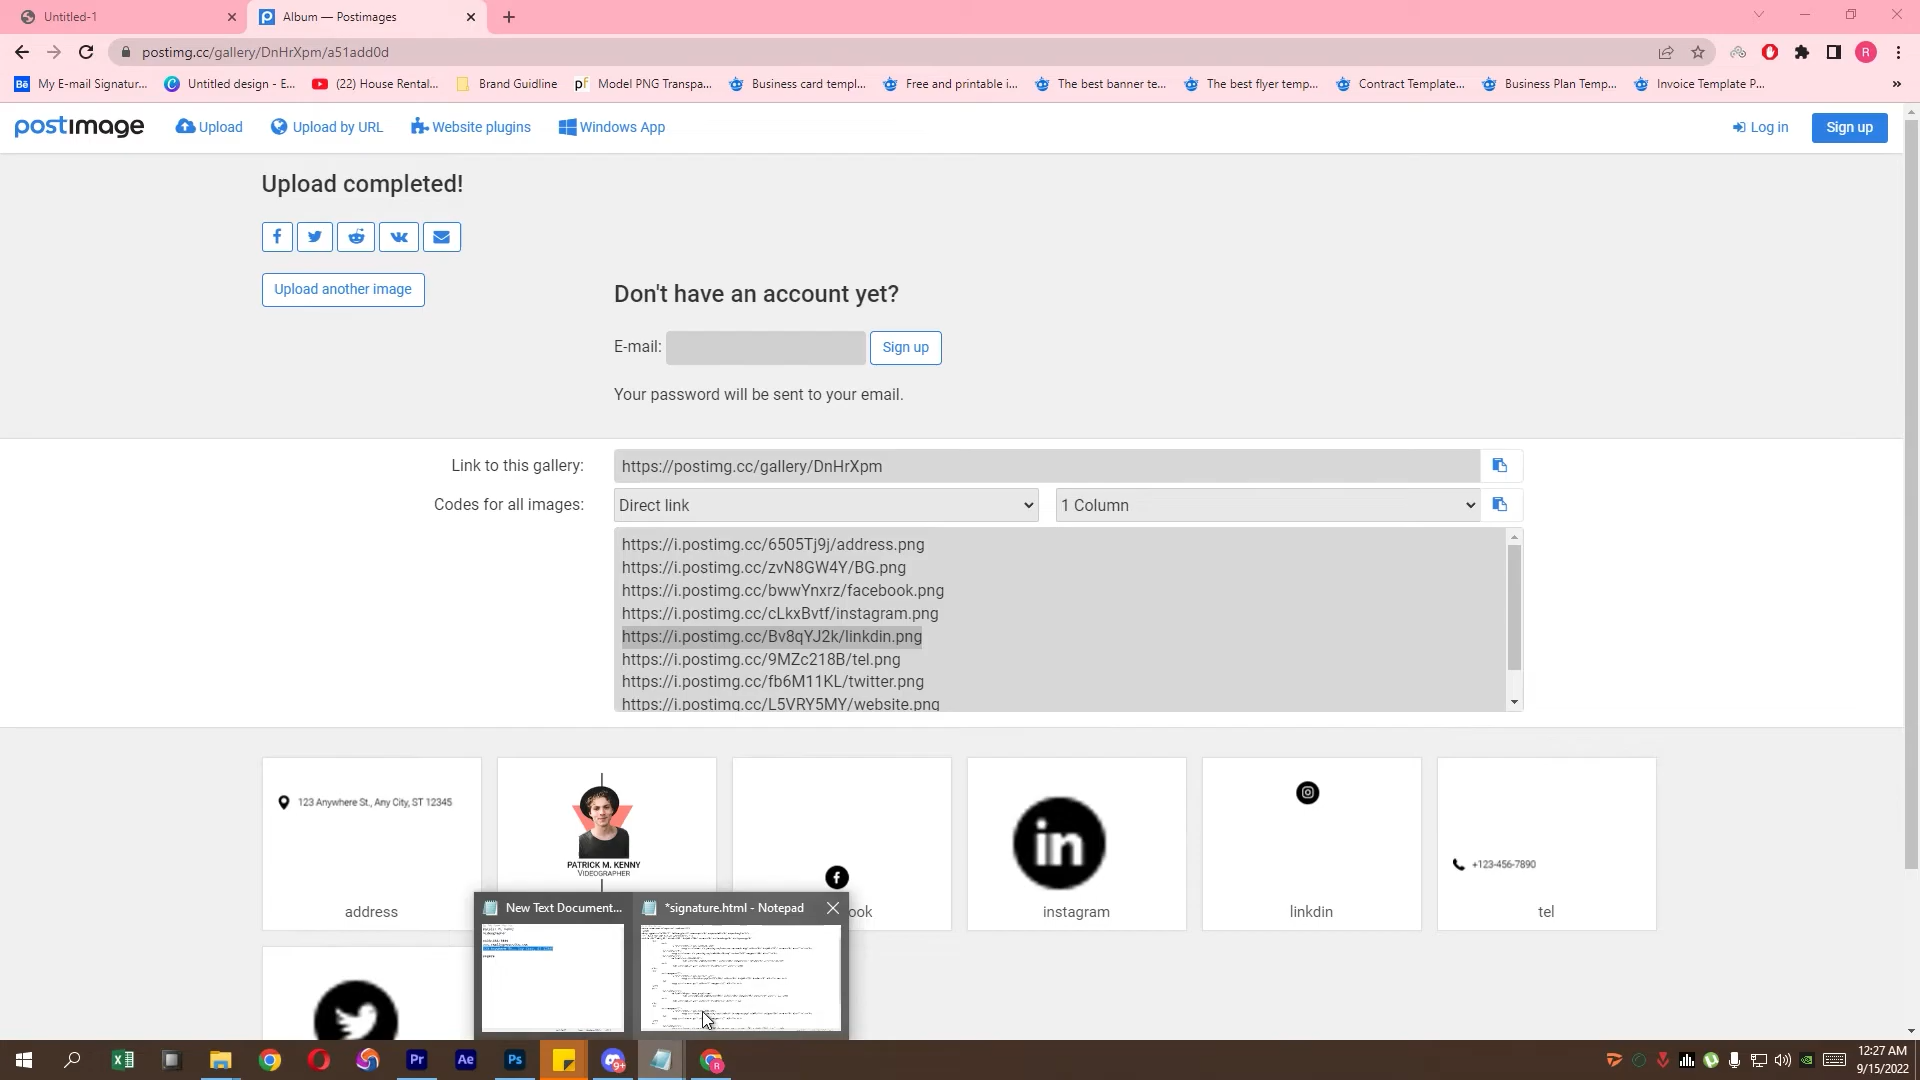 Untitled-1
Album — Postimages
postimg.cc/gallery/DnHrXpm/a51add0d
My E-mail Signatur...
Untitled design - E...
(22) House Rental...
Brand Guidline
Model PNG Transpa...
Business card templ...
Free and printable i...
The best banner te...
The best flyer temp...
Contract Template...
Business Plan Temp...
Invoice Template P...
postimage
Upload
Upload by URL
Website plugins
Windows App
Log in
Sign up
Upload completed!
Upload another image
Don't have an account yet?
E-mail:
Sign up
Your password will be sent to your email.
Link to this gallery:
https://postimg.cc/gallery/DnHrXpm
Codes for all images:
Direct link
1 Column
https://i.postimg.cc/6505Tj9j/address.png
https://i.postimg.cc/zvN8GW4Y/BG.png
https://i.postimg.cc/bwwYnxrz/facebook.png
https://i.postimg.cc/cLkxBvtf/instagram.png
https://i.postimg.cc/Bv8qYJ2k/linkdin.png
https://i.postimg.cc/9MZc218B/tel.png
https://i.postimg.cc/fb6M11KL/twitter.png
https://i.postimg.cc/L5VRY5MY/website.png
123 Anywhere St., Any City, ST 12345
PATRICK M. KENNY
VIDEOGRAPHER
in
+123-456-7890
address
ook
instagram
linkdin
tel
New Text Document...
*signature.html - Notepad
Pr
Ae
Ps
9+
R
12:27 AM
9/15/2022